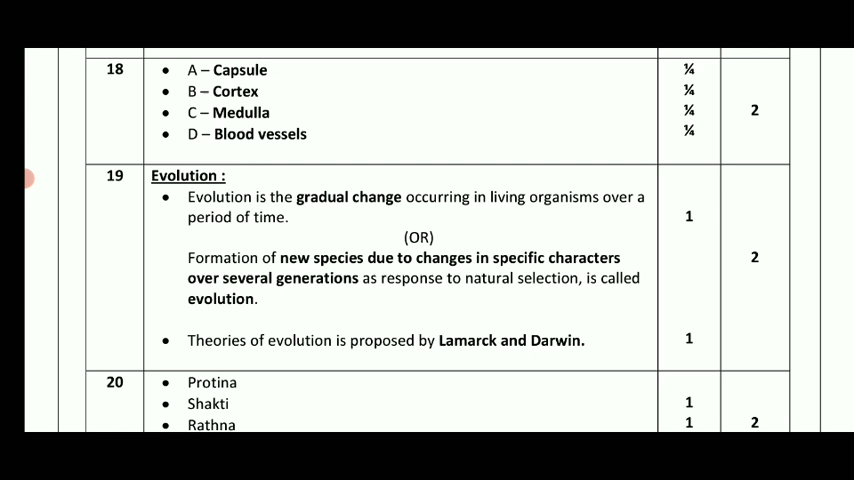 18
• A – Capsule ¼
• B – Cortex ¼
• C – Medulla ¼ 2
• D – Blood vessels ¼
19 Evolution :
• Evolution is the gradual change occurring in living organisms over a
period of time. 1
(OR)
Formation of new species due to changes in specific characters 2
over several generations as response to natural selection, is called
evolution.
• Theories of evolution is proposed by Lamarck and Darwin. 1
20 • Protina
• Shakti 1
• Rathna 1 2